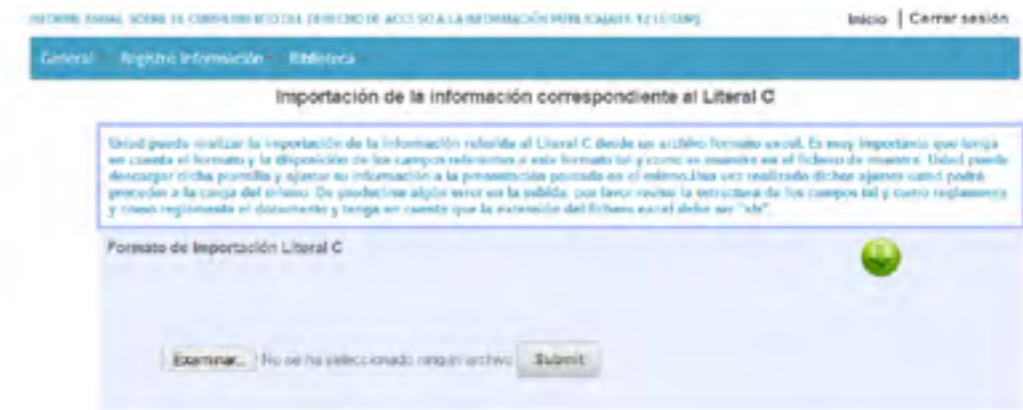 INFORME ANUAL SOBRE EL CUMPLIMIENTO DEL DERECHO DE ACCESO A LA INFORMACIÓN PÚBLICA Inicio | Cerrar sesión
General Registro Información Biblioteca
Importación de la información correspondiente al Literal C
Usted puede realizar la importación de la información referida al Literal C desde un archivo formato excel. Es muy importante que tenga
en cuenta el formato y la disposición de los campos referentes a este formato tal y como se muestra en el fichero de muestra. Usted puede
descargar dicha plantilla y ajustar su información a la presentación portada en el mismo. Una vez realizado dichos ajustes usted podrá
proceder a la carga del mismo. De producirse algún error en la subida, por favor revise la estructura de los campos tal y como reglamenta
y como reglamenta el documento y tenga en cuenta que la extensión del fichero excel debe ser "xls".
Formato de Importación Literal C
Examinar... No se ha seleccionado ningún archivo. Submit